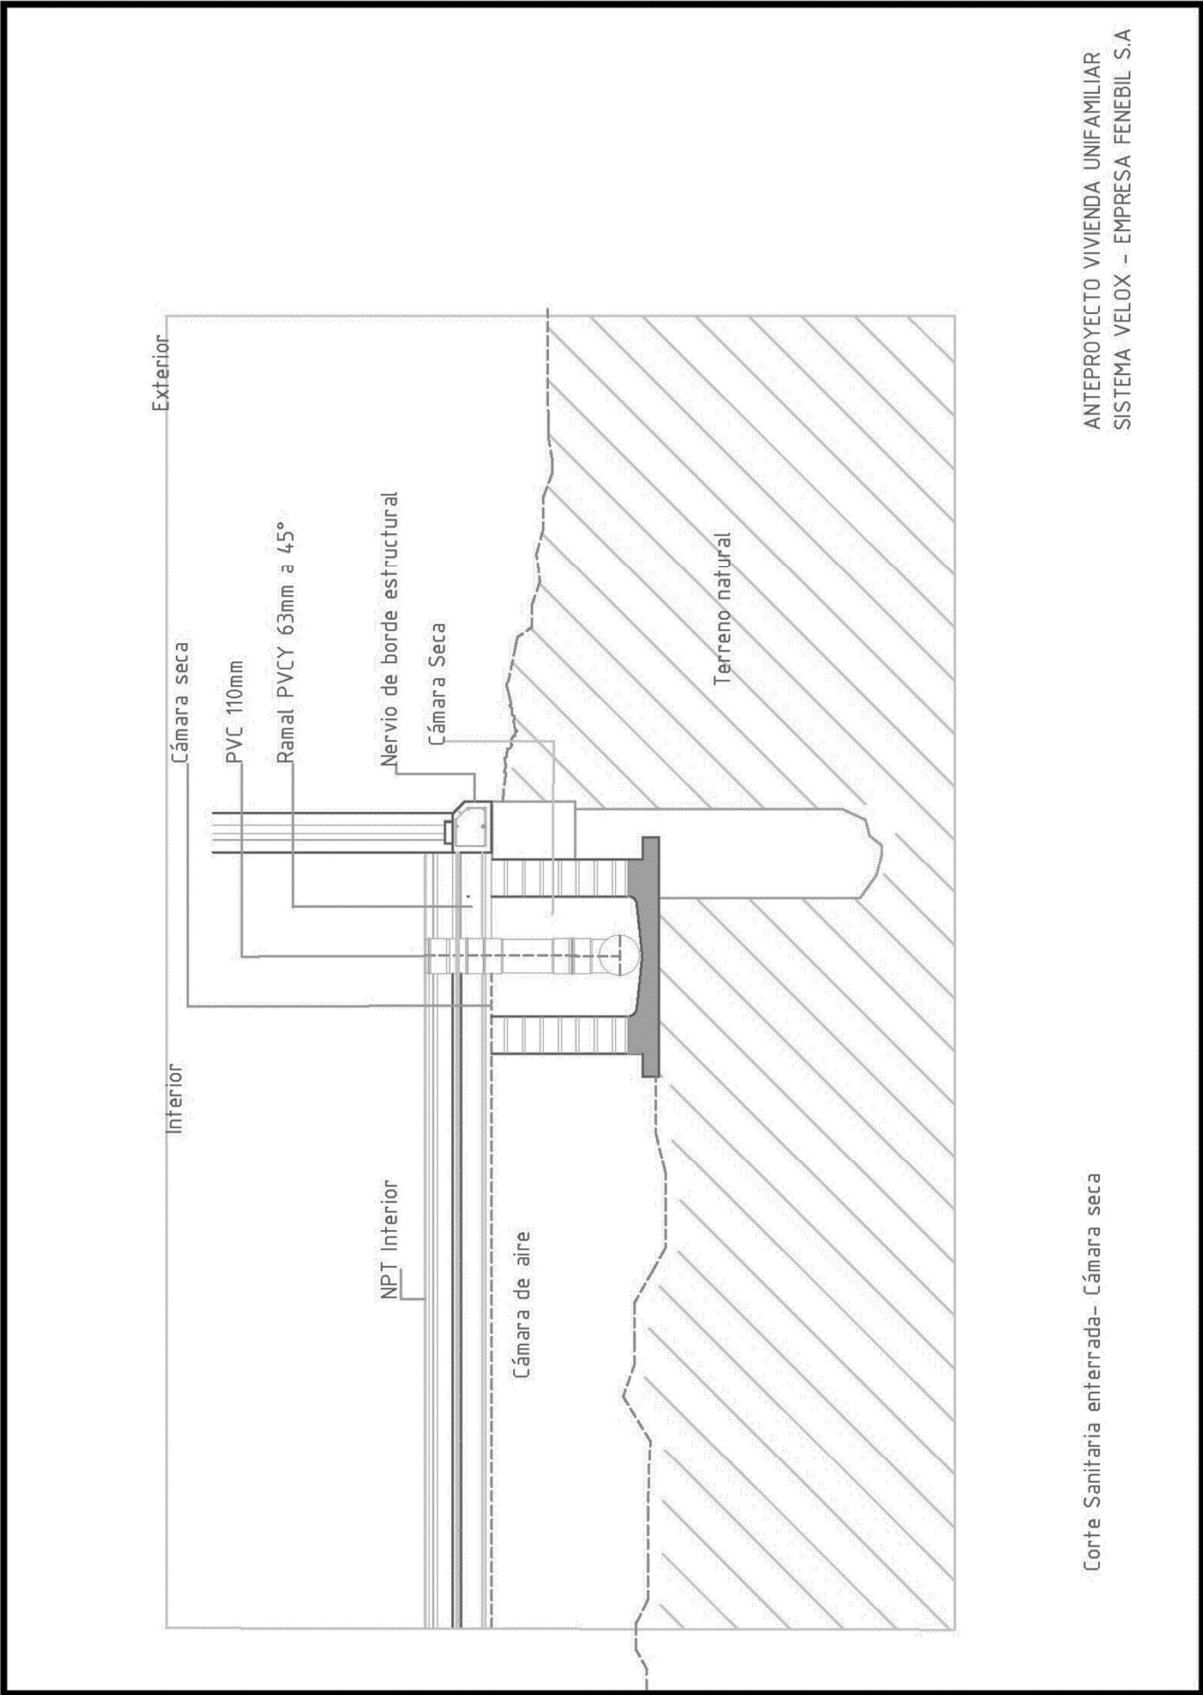 Interior
Exterior
Cámara seca
PVC 110mm
Ramal PVCY 63mm a 45°
NPT Interior
Nervio de borde estructural
Cámara Seca
Cámara de aire
Terreno natural
Corte Sanitaria enterrada- Cámara seca
ANTEPROYECTO VIVIENDA UNIFAMILIAR
SISTEMA VELOX - EMPRESA FENEBIL S.A